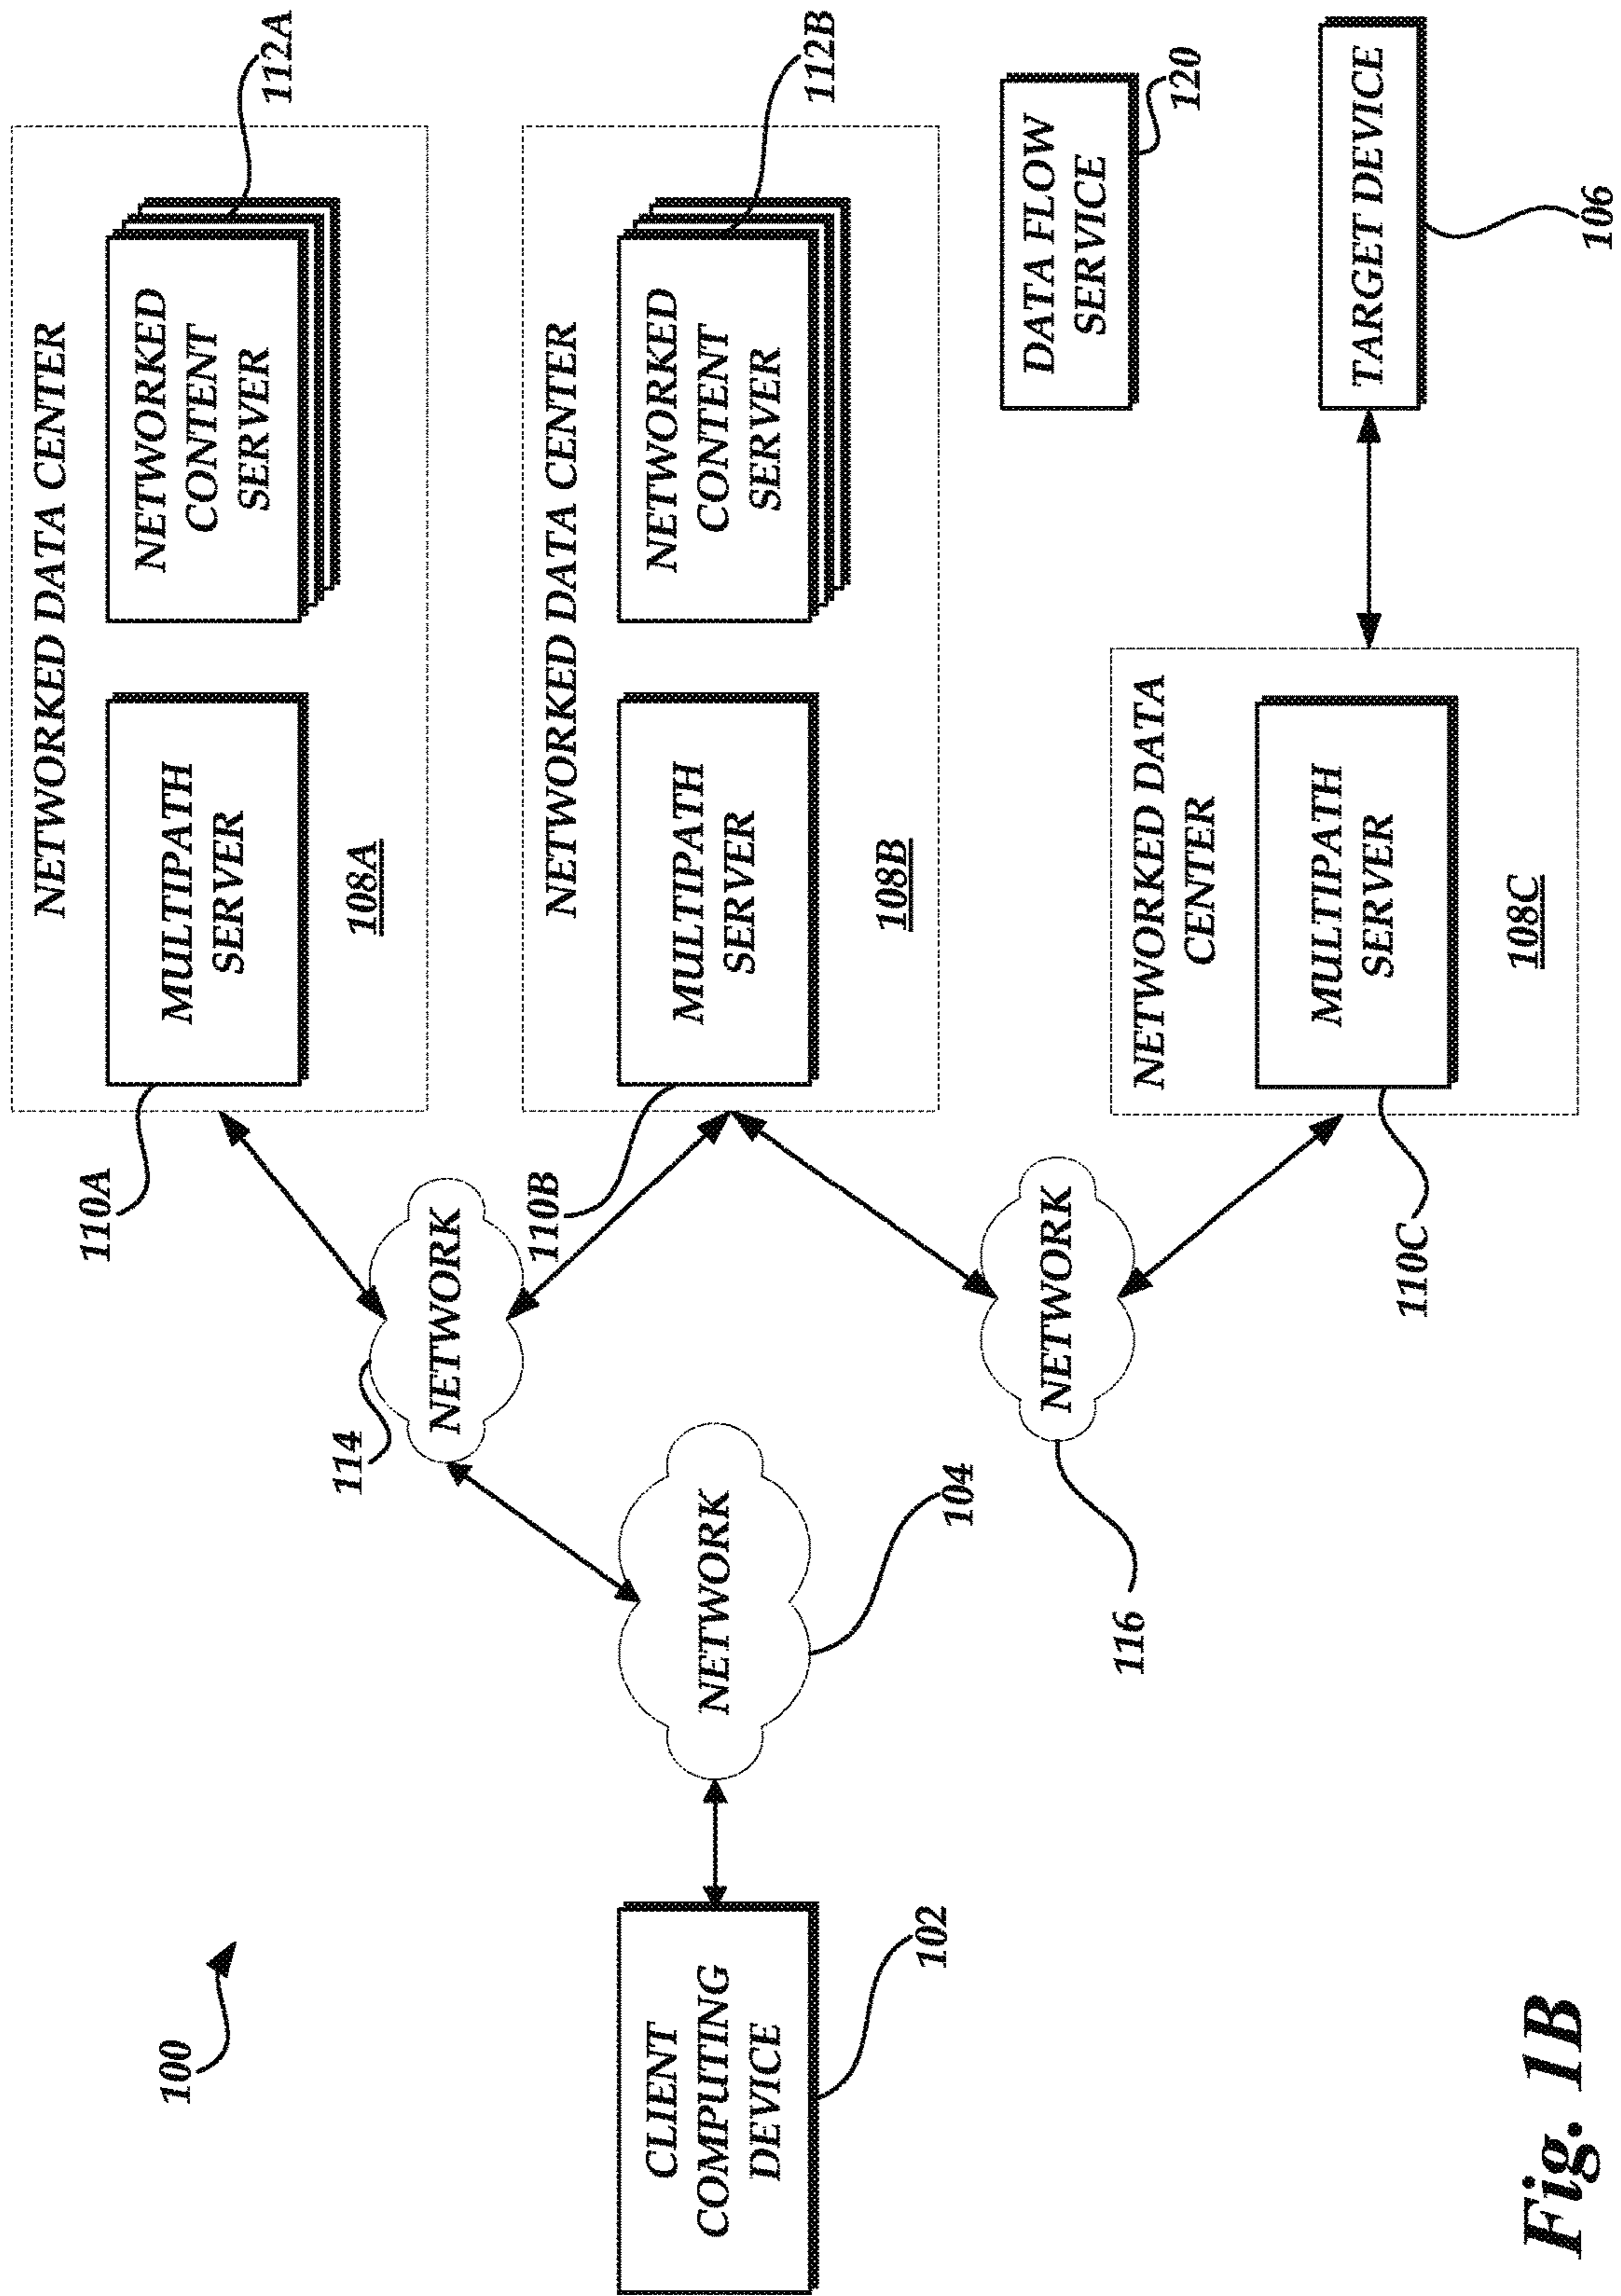 100
NETWORKED DATA CENTER
110A
MULTIPATH
SERVER
NETWORKED
CONTENT
SERVER
112A
108A
114
NETWORK
NETWORKED DATA CENTER
110B
MULTIPATH
SERVER
NETWORKED
CONTENT
SERVER
112B
108B
CLIENT
COMPUTING
DEVICE
102
NETWORK
104
NETWORK
116
DATA FLOW
SERVICE
120
NETWORKED DATA
CENTER
MULTIPATH
SERVER
110C
108C
TARGET DEVICE
106
Fig. 1B